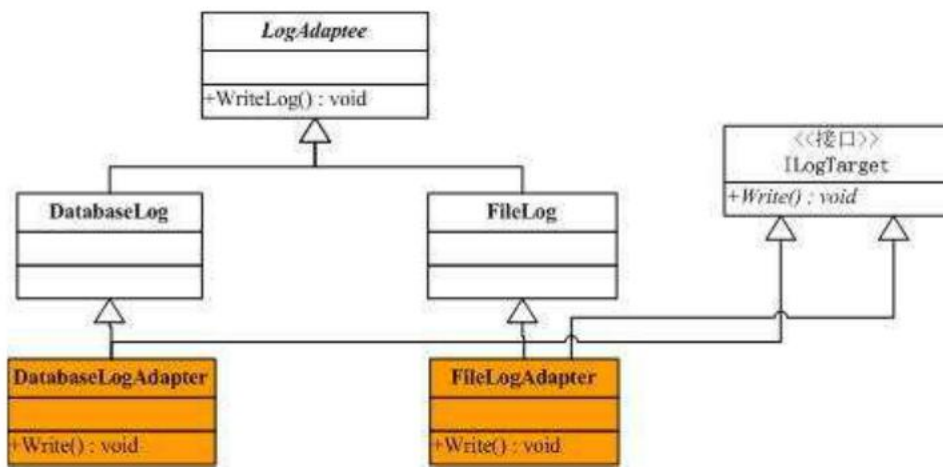 LogAdaptee
+WriteLog() : void
<<接口>>
ILogTarget
+Write() : void
DatabaseLog
FileLog
DatabaseLogAdapter
+Write() : void
FileLogAdapter
+Write() : void